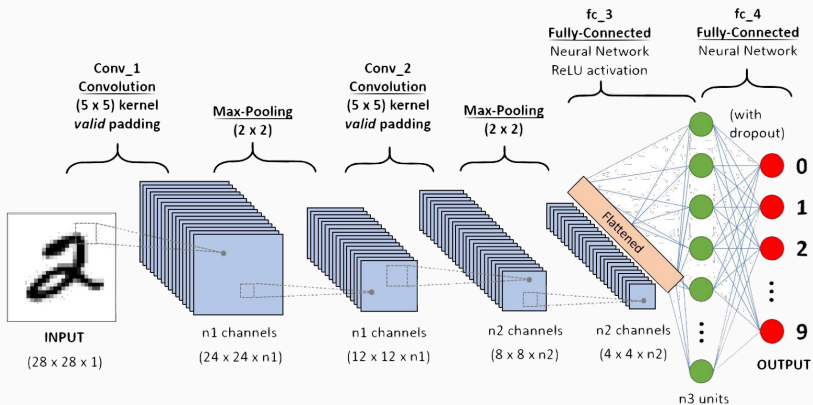 Conv_1
Convolution
(5 x 5) kernel
valid padding
Max-Pooling
(2 x 2)
Conv_2
Convolution
(5 x 5) kernel
valid padding
Max-Pooling
(2 x 2)
fc_3
Fully-Connected
Neural Network
ReLU activation
fc_4
Fully-Connected
Neural Network
(with
dropout)
Flattened
0
1
2
9
OUTPUT
2
INPUT
(28 x 28 x 1)
n1 channels
(24 x 24 x n1)
n1 channels
(12 x 12 x n1)
n2 channels
(8 x 8 x n2)
n2 channels
(4 x 4 x n2)
n3 units